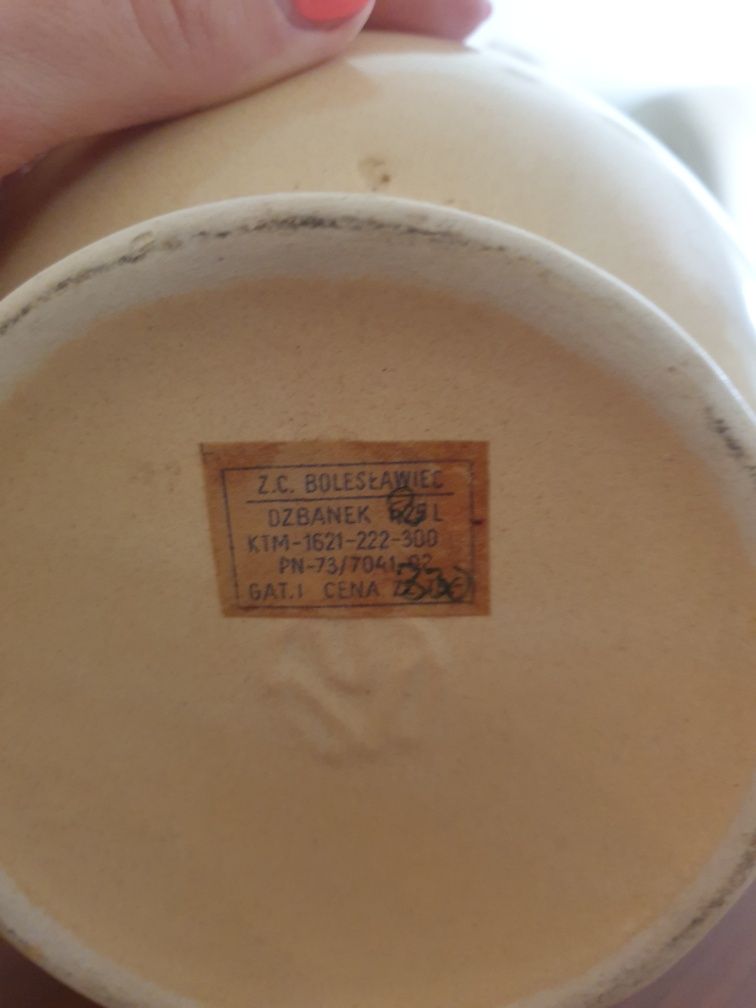 Z.C. BOLESŁAWIEC
DZBANEK L
KTM-1621-222-300
PN-73/7041-02
GAT.I CENA